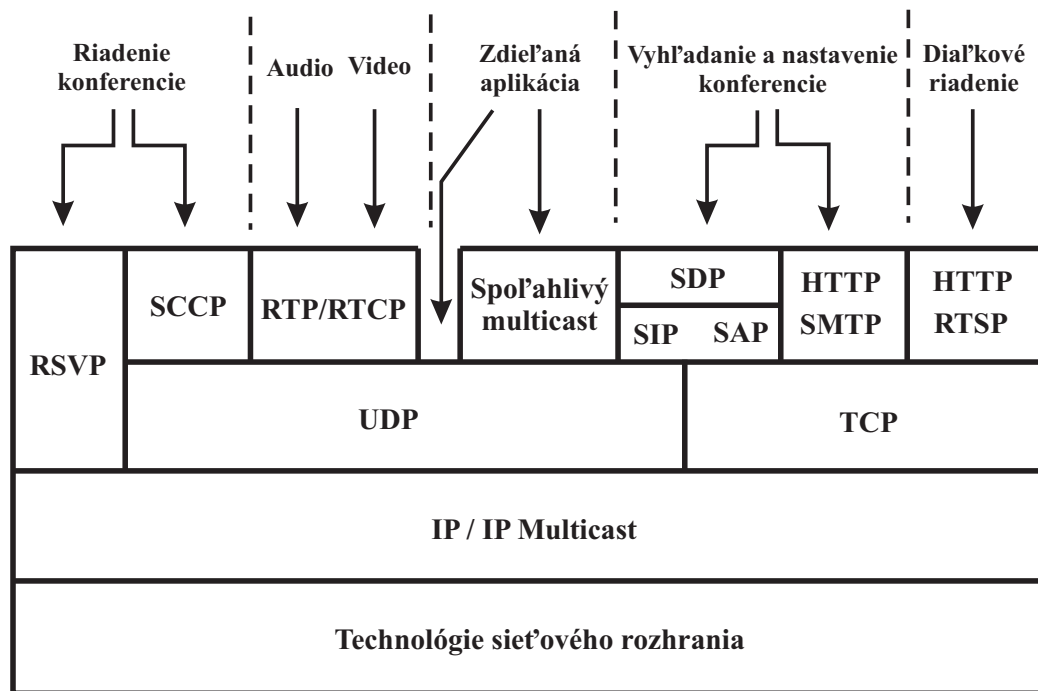 Riadenie
konferencie
Audio
Video
Zdieľaná
aplikácia
Vyhľadanie a nastavenie
konferencie
Diaľkové
riadenie
RSVP
SCCP
RTP/RTCP
Spoľahlivý
multicast
SDP
SIP
SAP
HTTP
SMTP
HTTP
RTSP
UDP
TCP
IP / IP Multicast
Technológie sieťového rozhrania